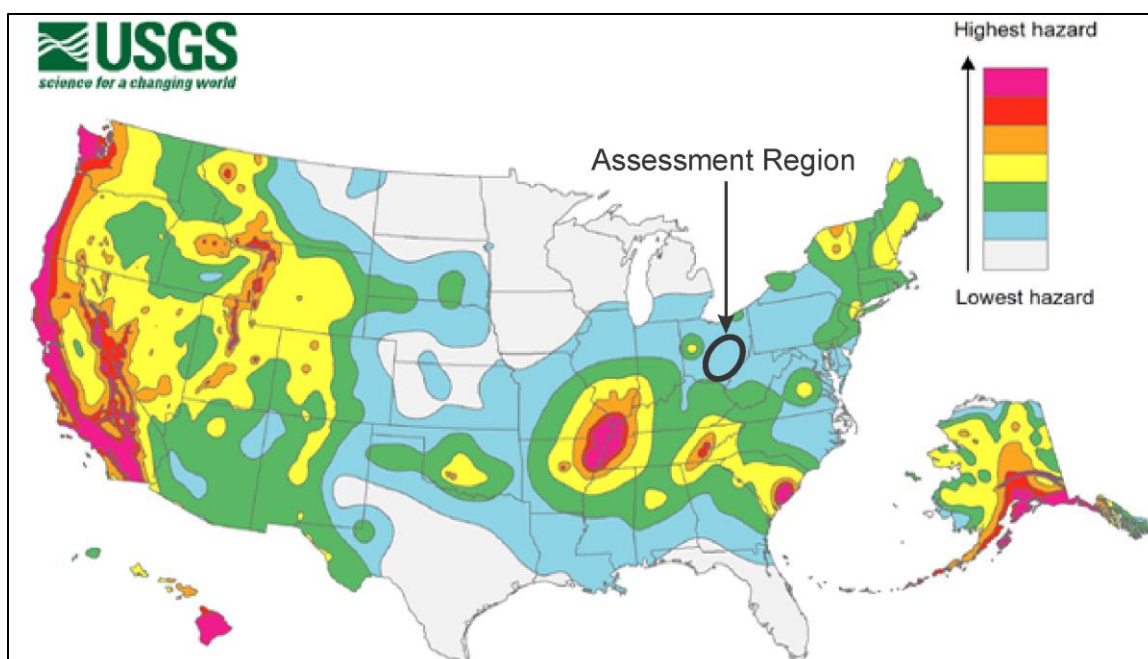 USGS
science for a changing world
Highest hazard
Assessment Region
Lowest hazard